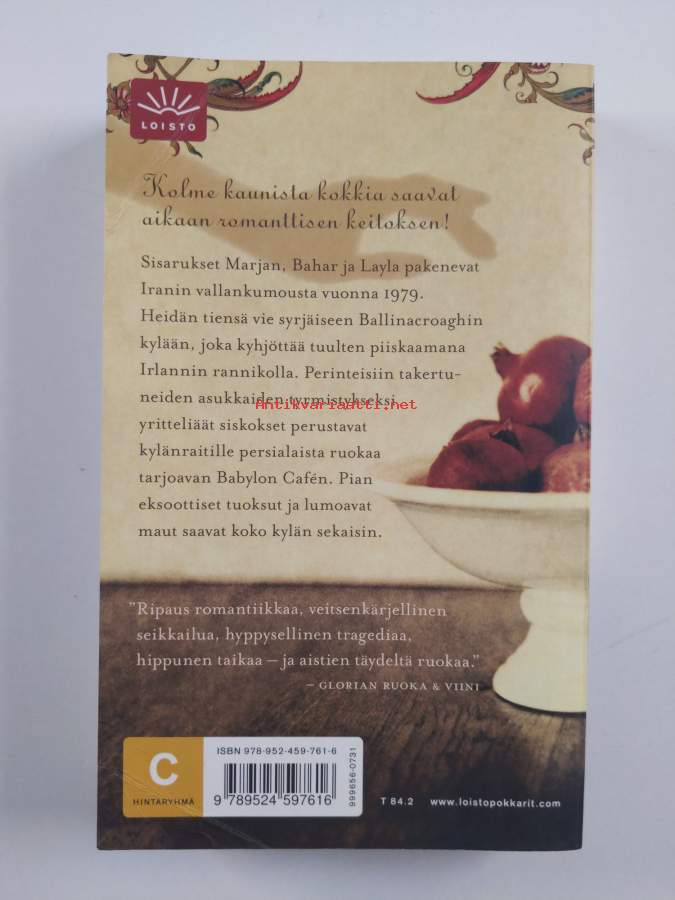 LOISTO
Kolme kaunista kokkia saavat
aikaan romanttisen keitoksen!
Sisarukset Marjan, Bahar ja Layla pakenevat
Iranin vallankumousta vuonna 1979.
Heidän tiensä vie syrjäiseen Ballinacroaghin
kylään, joka kyhjöttää tuulten piiskaamana
Irlannin rannikolla. Perinteisiin takertu-
neiden asukkaiden tyrmistykseksi
Antikvariaatti.net
yritteliäät siskokset perustavat
kylänraitille persialaista ruokaa
tarjoavan Babylon Cafén. Pian
eksoottiset tuoksut ja lumoavat
maut saavat koko kylän sekaisin.
”Ripaus romantiikkaa, veitsenkärjellinen
seikkailua, hyppysellinen tragediaa,
hippunen taikaa – ja aistien täydeltä ruokaa.”
– GLORIAN RUOKA & VIINI
C
HINTARYHMÄ
ISBN 978-952-459-761-6
9 789524 597616
999656-0731
T 84.2 www.loistopokkarit.com